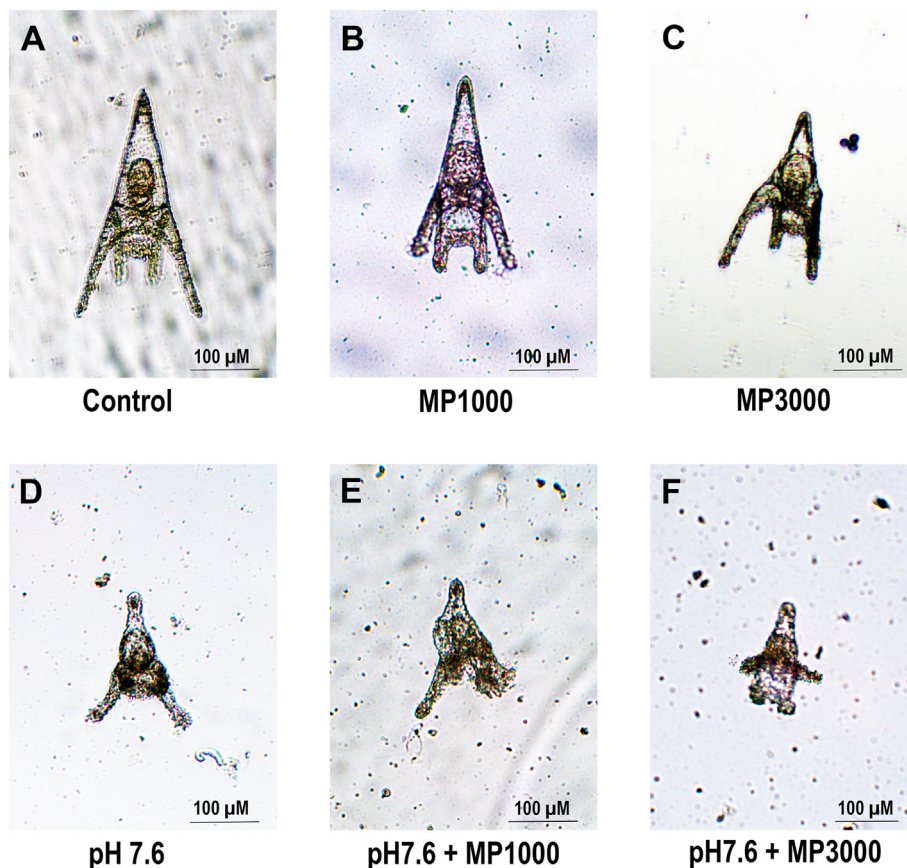 A
B
C
100 μM
100 μM
100 μM
Control
MP1000
MP3000
D
E
F
100 μM
100 μM
100 μM
pH 7.6
pH7.6 + MP1000
pH7.6 + MP3000